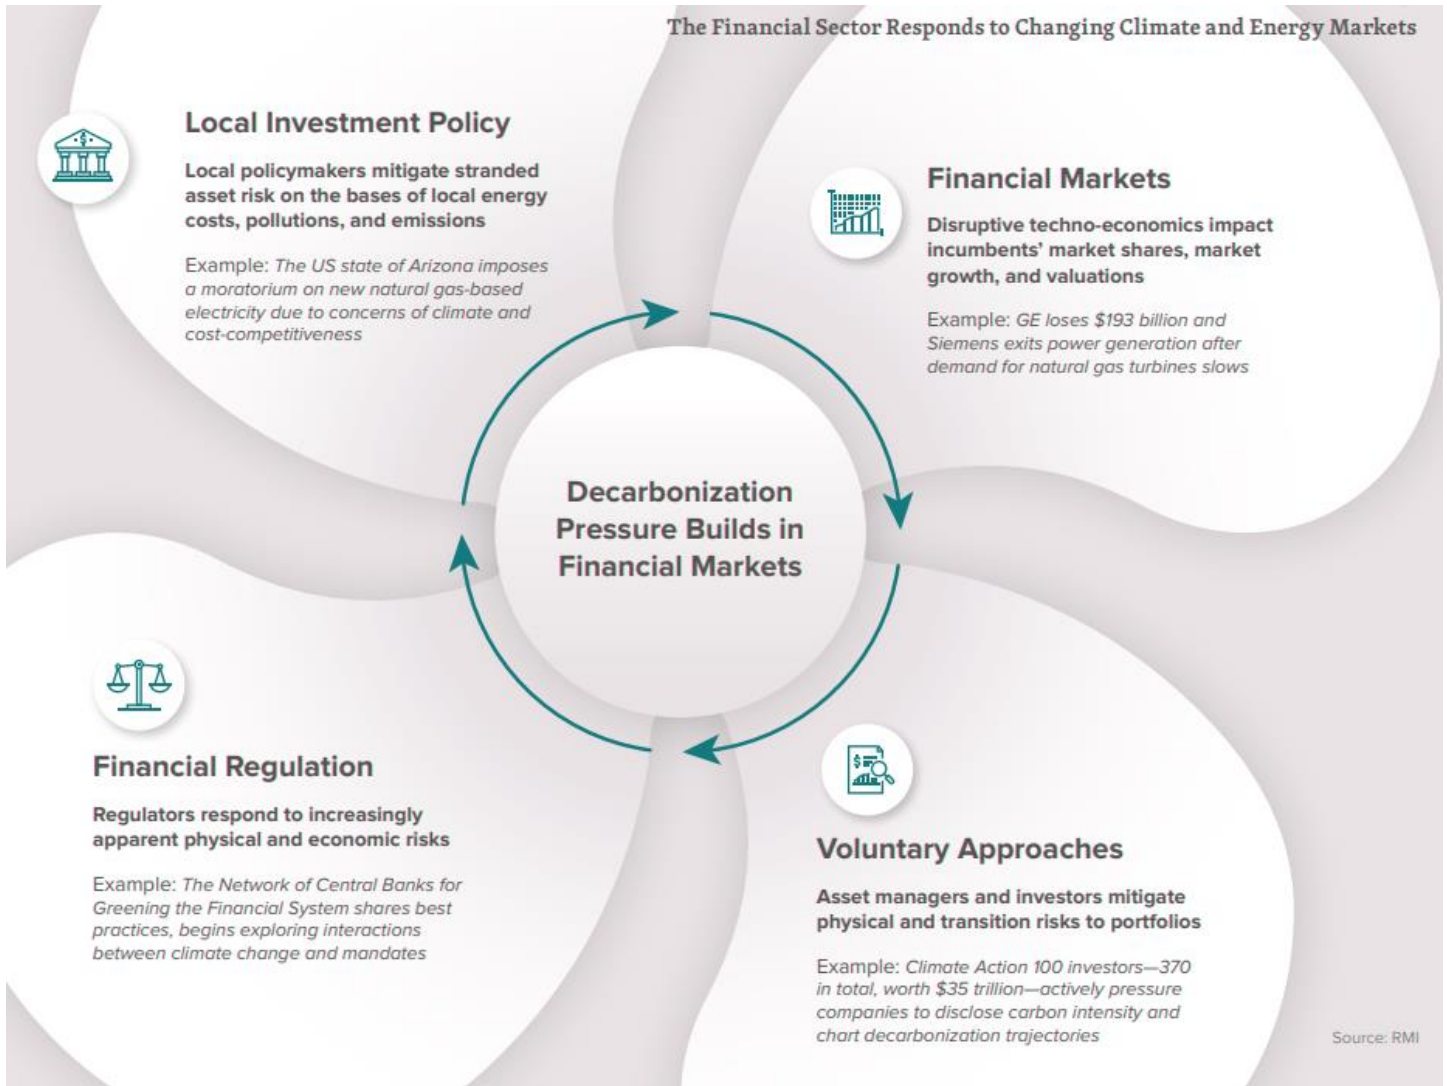 The Financial Sector Responds to Changing Climate and Energy Markets
Local Investment Policy
Local policymakers mitigate stranded
asset risk on the bases of local energy
costs, pollutions, and emissions
Example: The US state of Arizona imposes
a moratorium on new natural gas-based
electricity due to concerns of climate and
cost-competitiveness
Financial Markets
Disruptive techno-economics impact
incumbents’ market shares, market
growth, and valuations
Example: GE loses $193 billion and
Siemens exits power generation after
demand for natural gas turbines slows
Decarbonization
Pressure Builds in
Financial Markets
Financial Regulation
Regulators respond to increasingly
apparent physical and economic risks
Example: The Network of Central Banks for
Greening the Financial System shares best
practices, begins exploring interactions
between climate change and mandates
Voluntary Approaches
Asset managers and investors mitigate
physical and transition risks to portfolios
Example: Climate Action 100 investors—370
in total, worth $35 trillion—actively pressure
companies to disclose carbon intensity and
chart decarbonization trajectories
Source: RMI